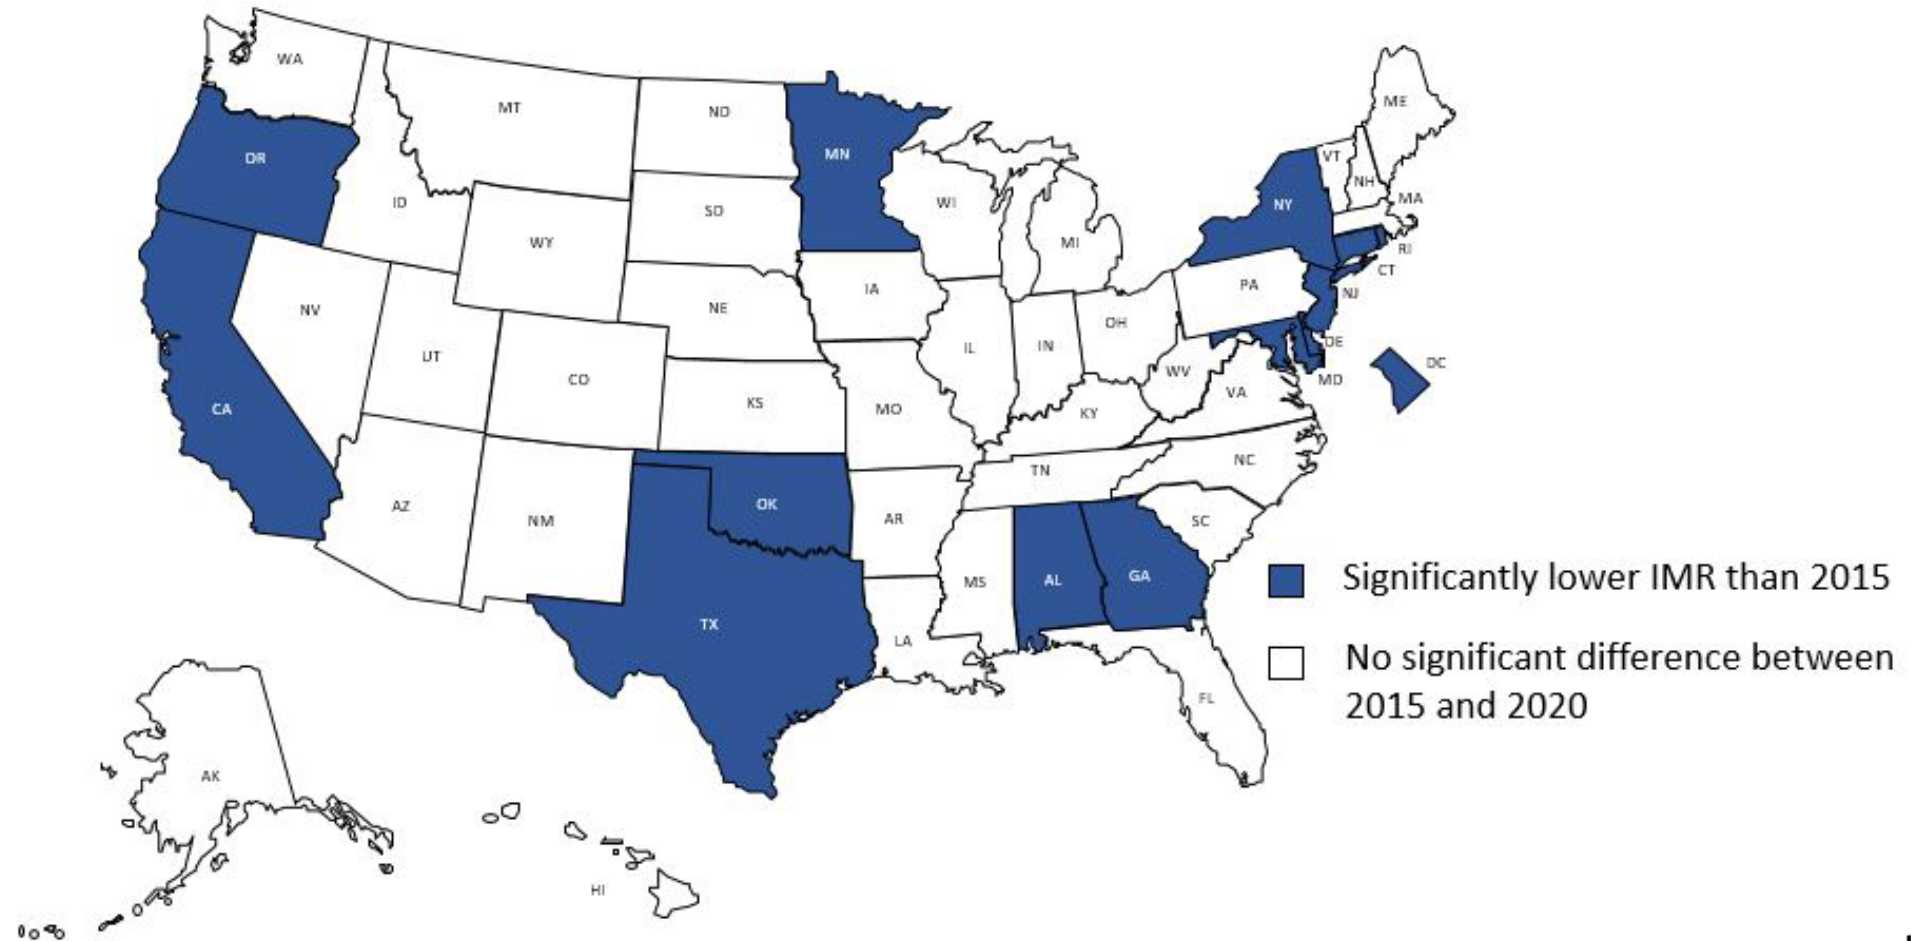 WA
MT
ND
MN
ME
OR
ID
SD
WI
VT
NH
NY
MA
WY
MI
RI
CT
NV
NE
IA
PA
NJ
UT
CO
IL
IN
OH
DE
KS
MO
WV
VA
MD
DC
CA
KY
AZ
NM
OK
AR
TN
NC
SC
TX
LA
MS
AL
GA
FL
AK
HI
Significantly lower IMR than 2015
No significant difference between
2015 and 2020